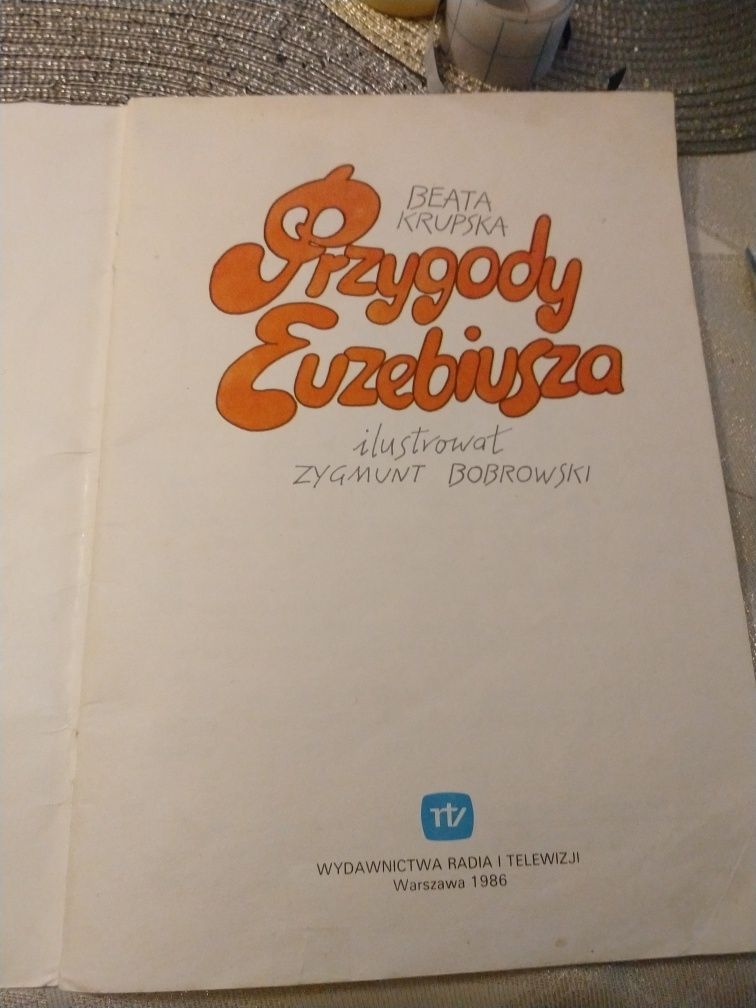 BEATA
KRUPSKA
Przygody
Euzebiusza
ilustrował
ZYGMUNT BOBROWSKI
rtv
WYDAWNICTWA RADIA I TELEWIZJI
Warszawa 1986